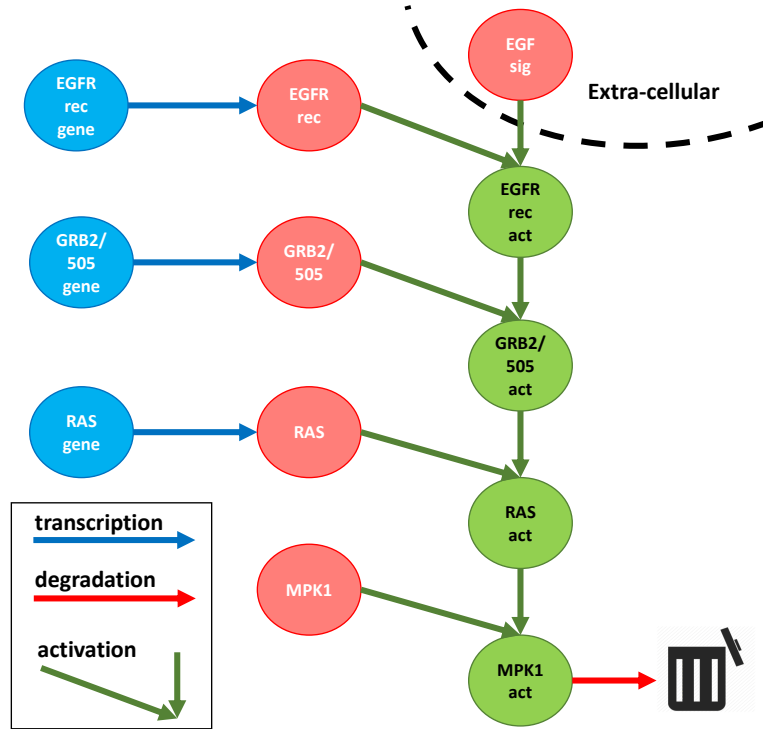 EGF
sig
Extra-cellular
EGFR
rec
gene
EGFR
rec
EGFR
rec
act
GRB2/
505
gene
GRB2/
505
GRB2/
505
act
RAS
gene
RAS
RAS
act
transcription
degradation
activation
MPK1
MPK1
act